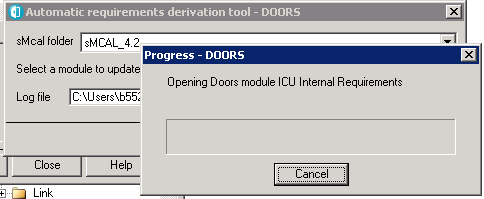 Automatic requirements derivation tool - DOORS
sMcal folder
sMCAL_4.2
Progress - DOORS
Select a module to update
Opening Doors module ICU Internal Requirements
Log file
C:\Users\b552
Cancel
Close
Help
Link